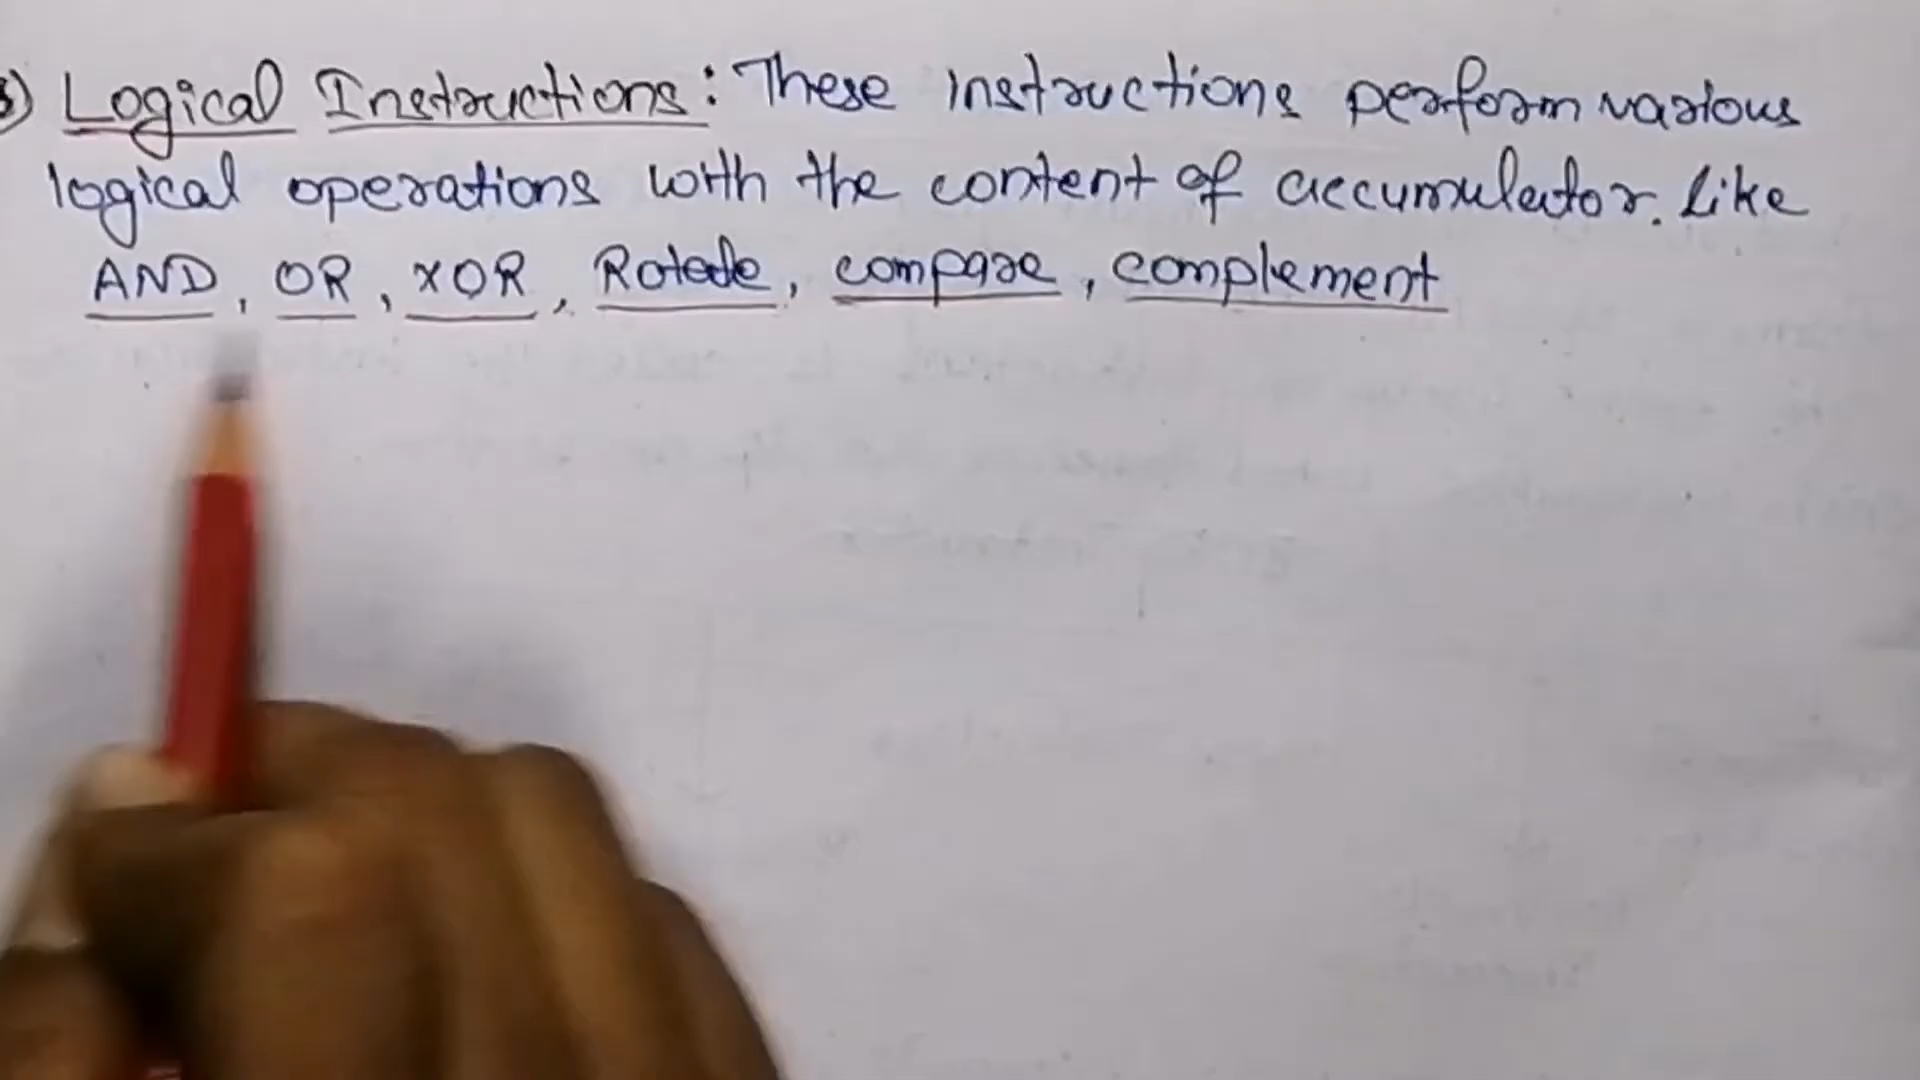 Logical Instructions: These instructions perform various
logical operations with the content of accumulator. Like
AND, OR, XOR, Rotate, compare, complement